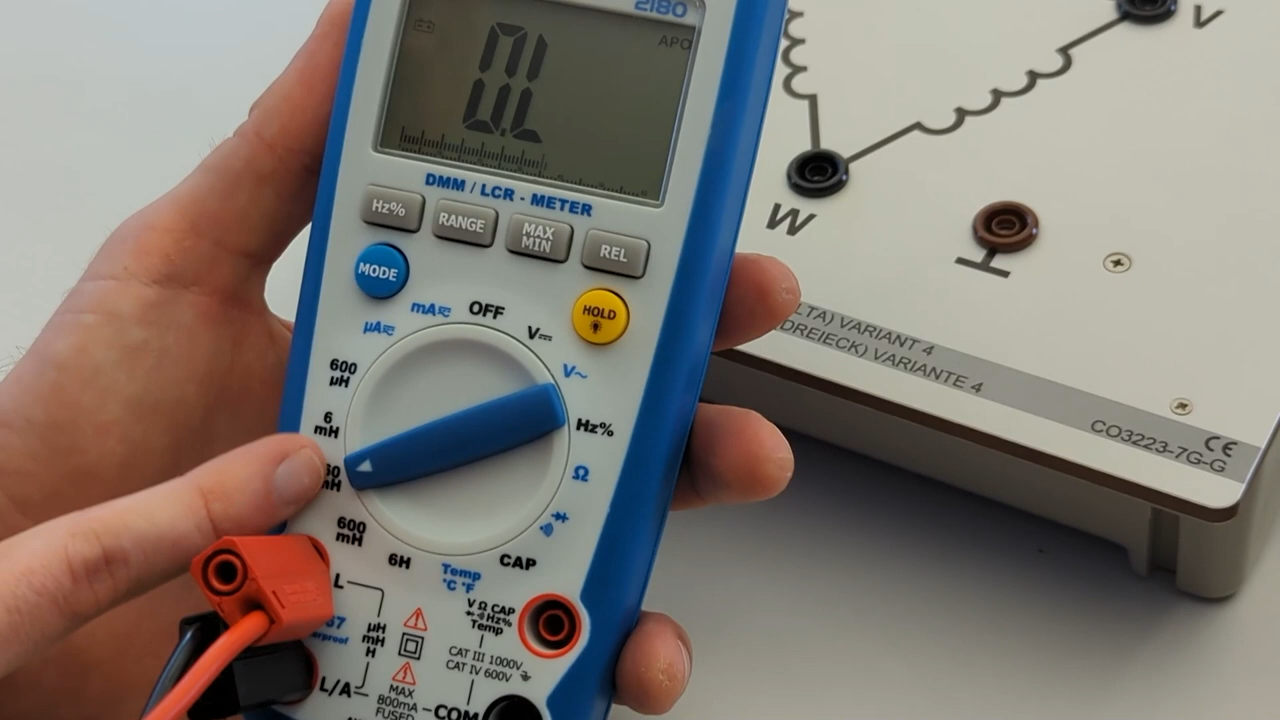 2180
APO
0.L
DMM / LCR - METER
Hz%
RANGE
MAX
MIN
REL
MODE
HOLD
µA
mA
OFF
V
V~
Hz%
Ω
CAP
Temp
°C °F
6H
600
mH
60
mH
6
mH
600
µH
L
µH
mH
H
L/A
V Ω CAP
Hz%
Temp
CAT III 1000V
CAT IV 600V
MAX
800mA
FUSED
COM
V
W
VARIANT 4
VARIANTE 4
CO3223-7G-G
CE